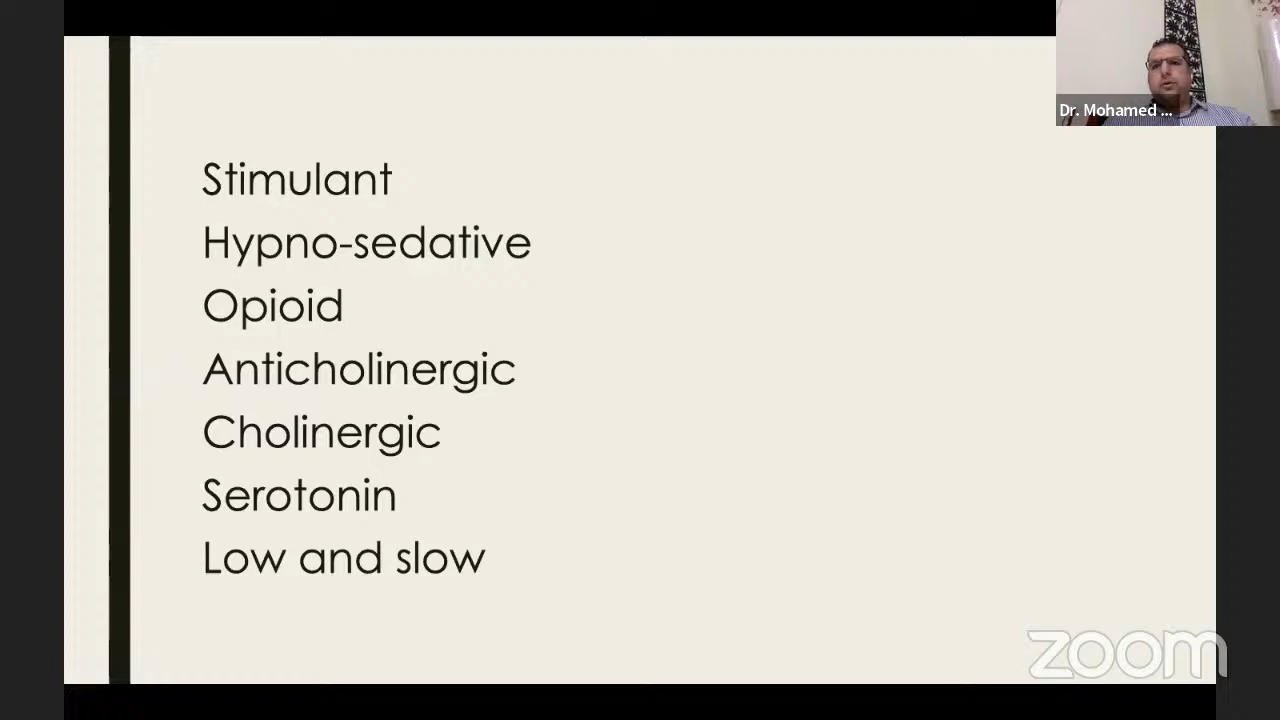 Dr. Mohamed ...
Stimulant
Hypno-sedative
Opioid
Anticholinergic
Cholinergic
Serotonin
Low and slow
zoom